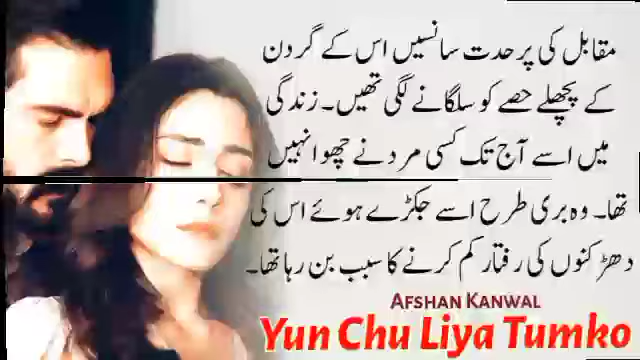 مقابل کی پرحدت سانسیں اس کے گردن
کے پچھلے حصے کو سلگانے لگی تھیں۔ زندگی
میں اسے آج تک کسی مرد نے چھوا نہیں
تھا۔ وہ بری طرح اسے جکڑے ہوئے اس کی
دھڑکنوں کی رفتار کم کرنے کا سبب بن رہا تھا۔
AFSHAN KANWAL
Yun Chu Liya Tumko